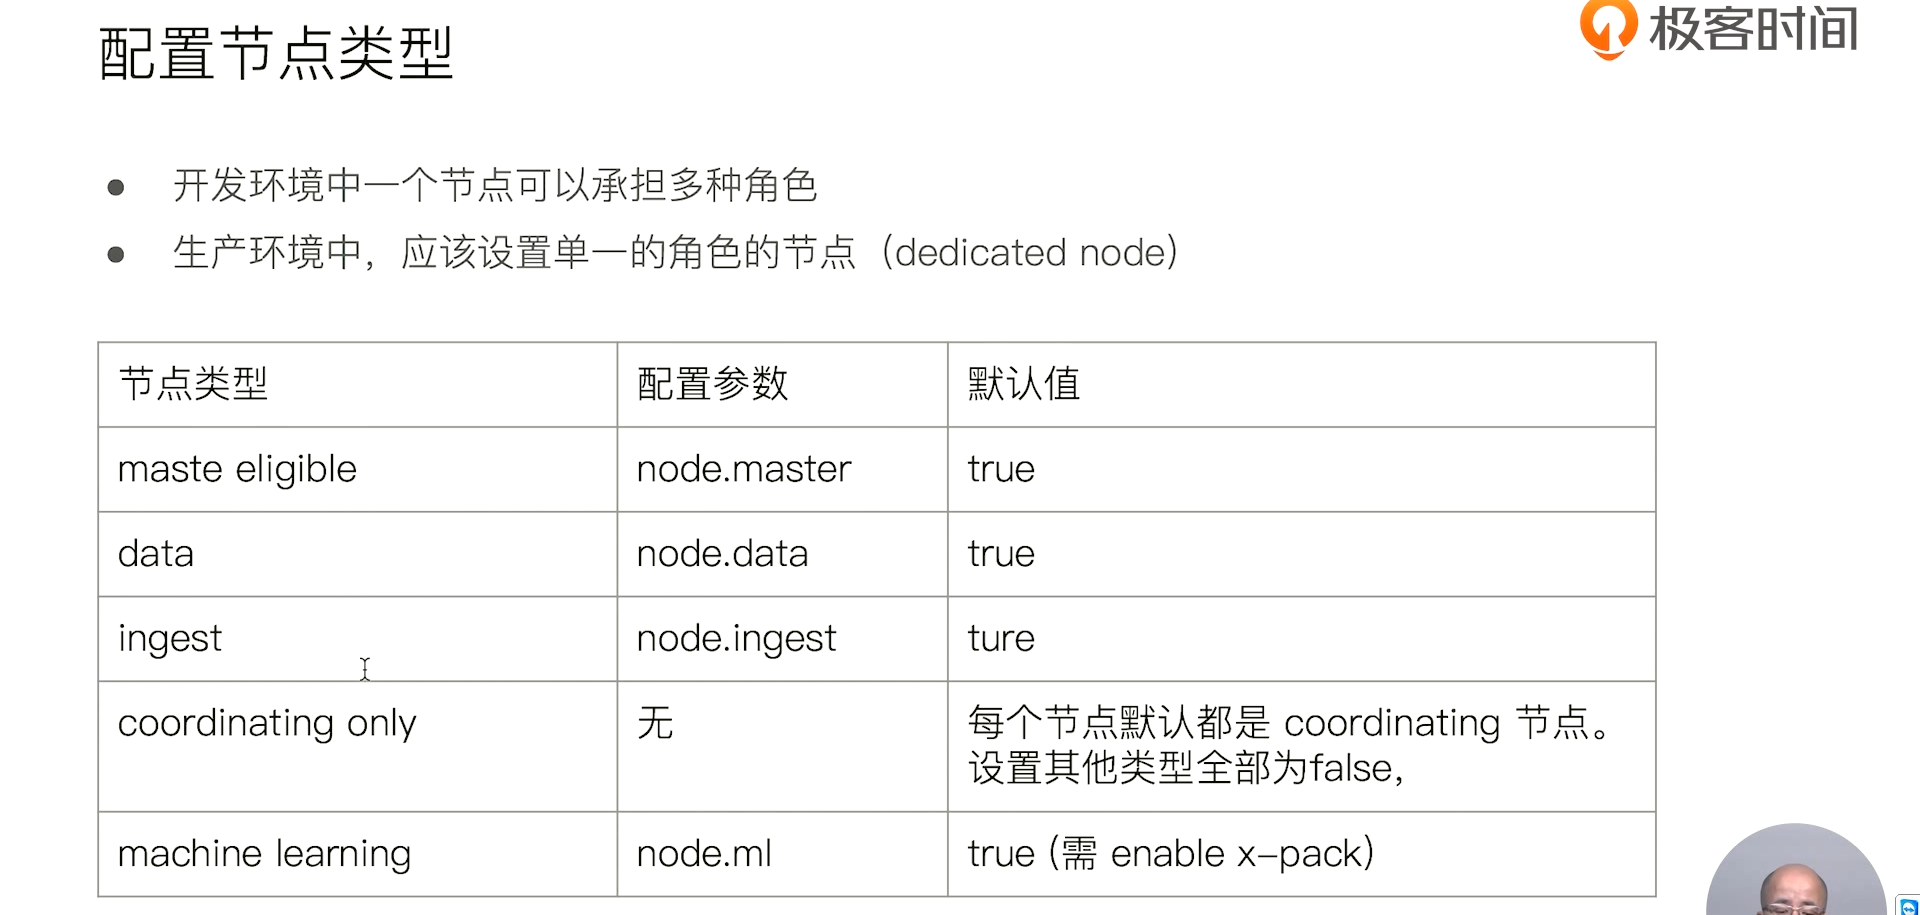 配置节点类型
极客时间
● 开发环境中一个节点可以承担多种角色
● 生产环境中，应该设置单一的角色的节点（dedicated node）
节点类型 配置参数 默认值
maste eligible node.master true
data node.data true
ingest node.ingest ture
coordinating only 无 每个节点默认都是 coordinating 节点。
设置其他类型全部为false,
machine learning node.ml true (需 enable x-pack)